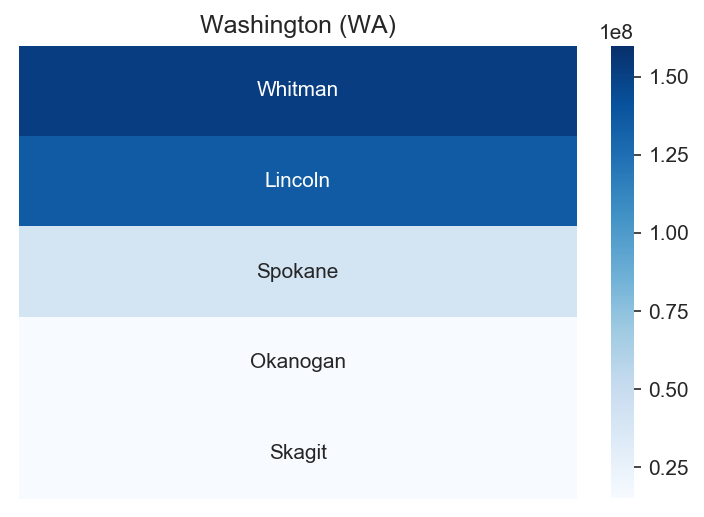 Washington (WA)
1e8
Whitman
1.50
Lincoln
1.25
1.00
Spokane
0.75
Okanogan
0.50
Skagit
0.25